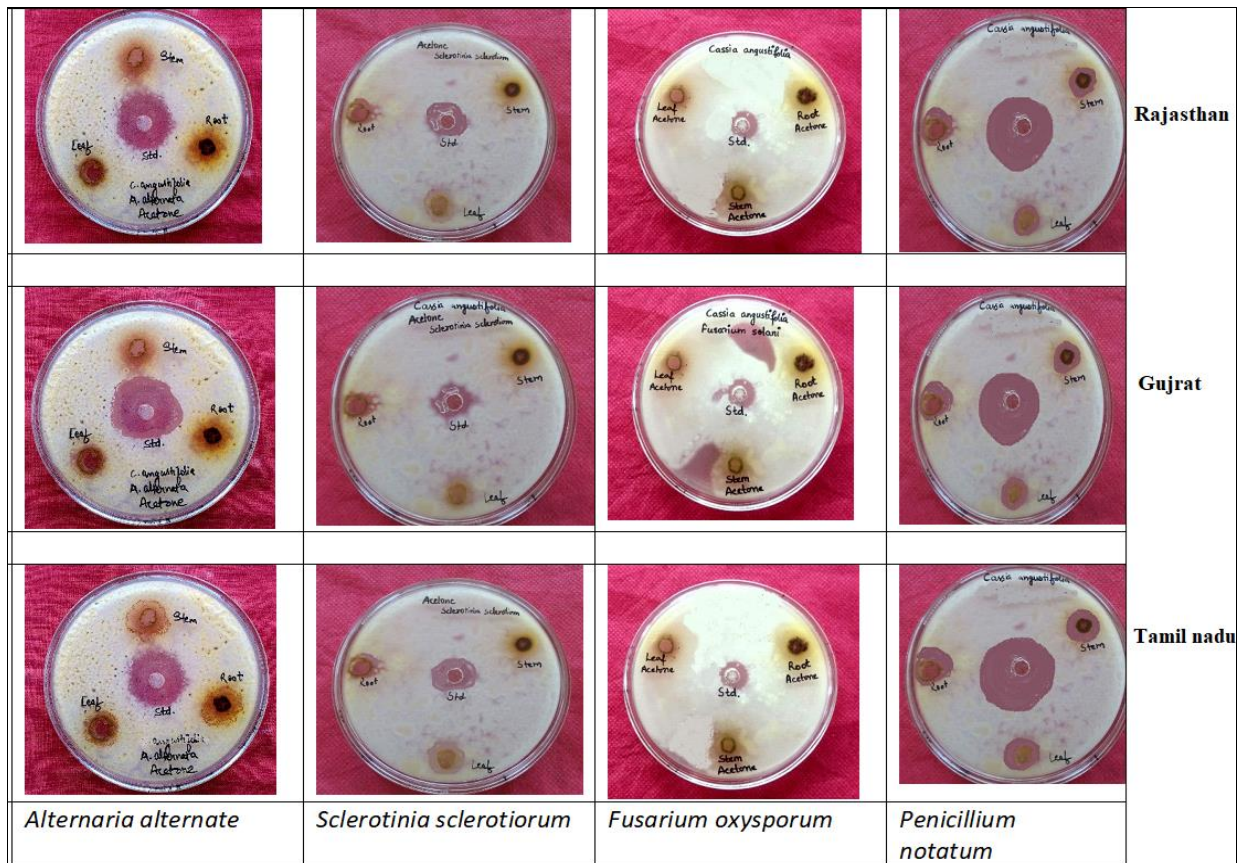 Stem
Root
Leaf
Std.
C. angustifolia
A. alternata
Acetone
Acetone
Sclerotinia sclerotiorum
Stem
Root
Std
Leaf
Cassia angustifolia
Leaf
Acetone
Root
Acetone
Std.
Stem
Acetone
Cassia angustifolia
Stem
Root
Leaf
Rajasthan
Stem
Root
Leaf
Std.
C. angustifolia
A. alternata
Acetone
Cassia angustifolia
Acetone
Sclerotinia sclerotiorum
Stem
Root
Std
Leaf
Cassia angustifolia
Fusarium solani
Leaf
Acetone
Root
Acetone
Std.
Stem
Acetone
Cassia angustifolia
Stem
Root
Leaf
Gujrat
Stem
Root
Leaf
Std.
angustifolia
A. alternata
Acetone
Acetone
Sclerotinia sclerotiorum
Stem
Root
Std
Leaf
Leaf
Acetone
Root
Acetone
Std.
Stem
Acetone
Cassia angustifolia
Stem
Root
Leaf
Tamil nadu
Alternaria alternate
Sclerotinia sclerotiorum
Fusarium oxysporum
Penicillium
notatum